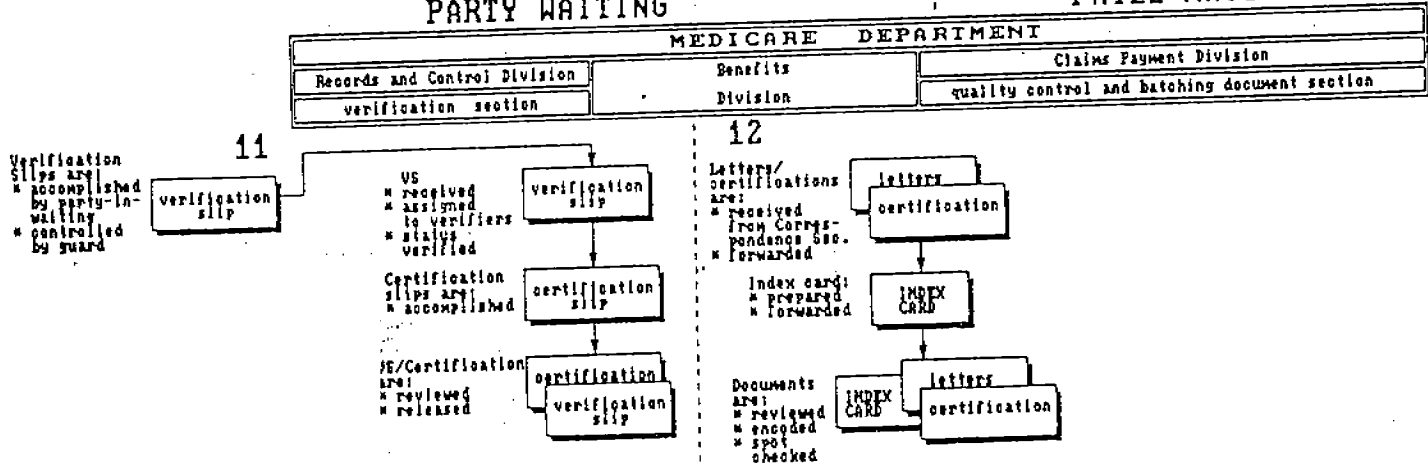 PARTY WAITING
MEDICARE DEPARTMENT
Records and Control Division
Benefits
Division
Claims Payment Division
verification section
quality control and batching document section
11
Verification
Slips are:
* accomplished
by party-in-
waiting
* controlled
by guard
verification
slip
VS
* received
* assigned
to verifiers
* status
verified
verification
slip
Certification
slips are:
* accomplished
certification
slip
/Certification
are:
* reviewed
* released
certification
verification
slip
12
Letters/
certifications
are:
* received
from Corres-
pondence Sec.
* forwarded
letters
certification
Index card:
* prepared
* forwarded
INDEX
CARD
Documents
are:
* reviewed
* encoded
* spot
checked
INDEX
CARD
letters
certification